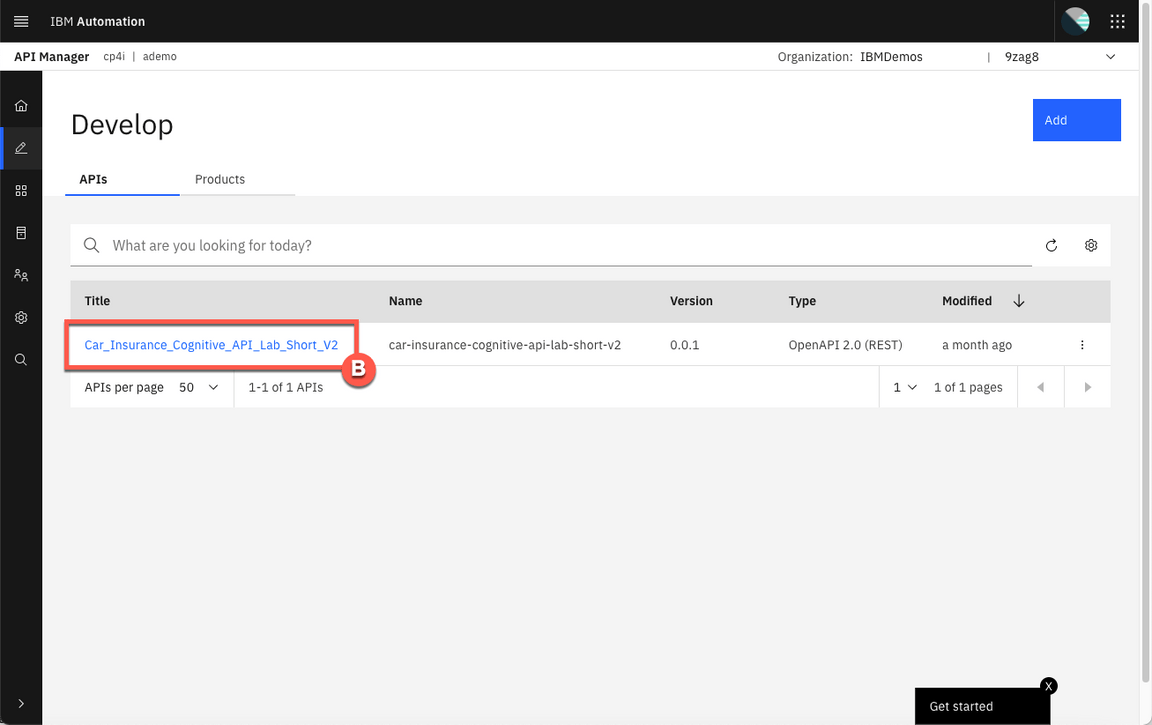 IBM Automation
API Manager cp4i | ademo Organization: IBMDemos | 9zag8
Develop
Add
APIs Products
What are you looking for today?
Title Name Version Type Modified
Car_Insurance_Cognitive_API_Lab_Short_V2 car-insurance-cognitive-api-lab-short-v2 0.0.1 OpenAPI 2.0 (REST) a month ago
B
APIs per page 50 1-1 of 1 APIs 1 1 of 1 pages
X
Get started